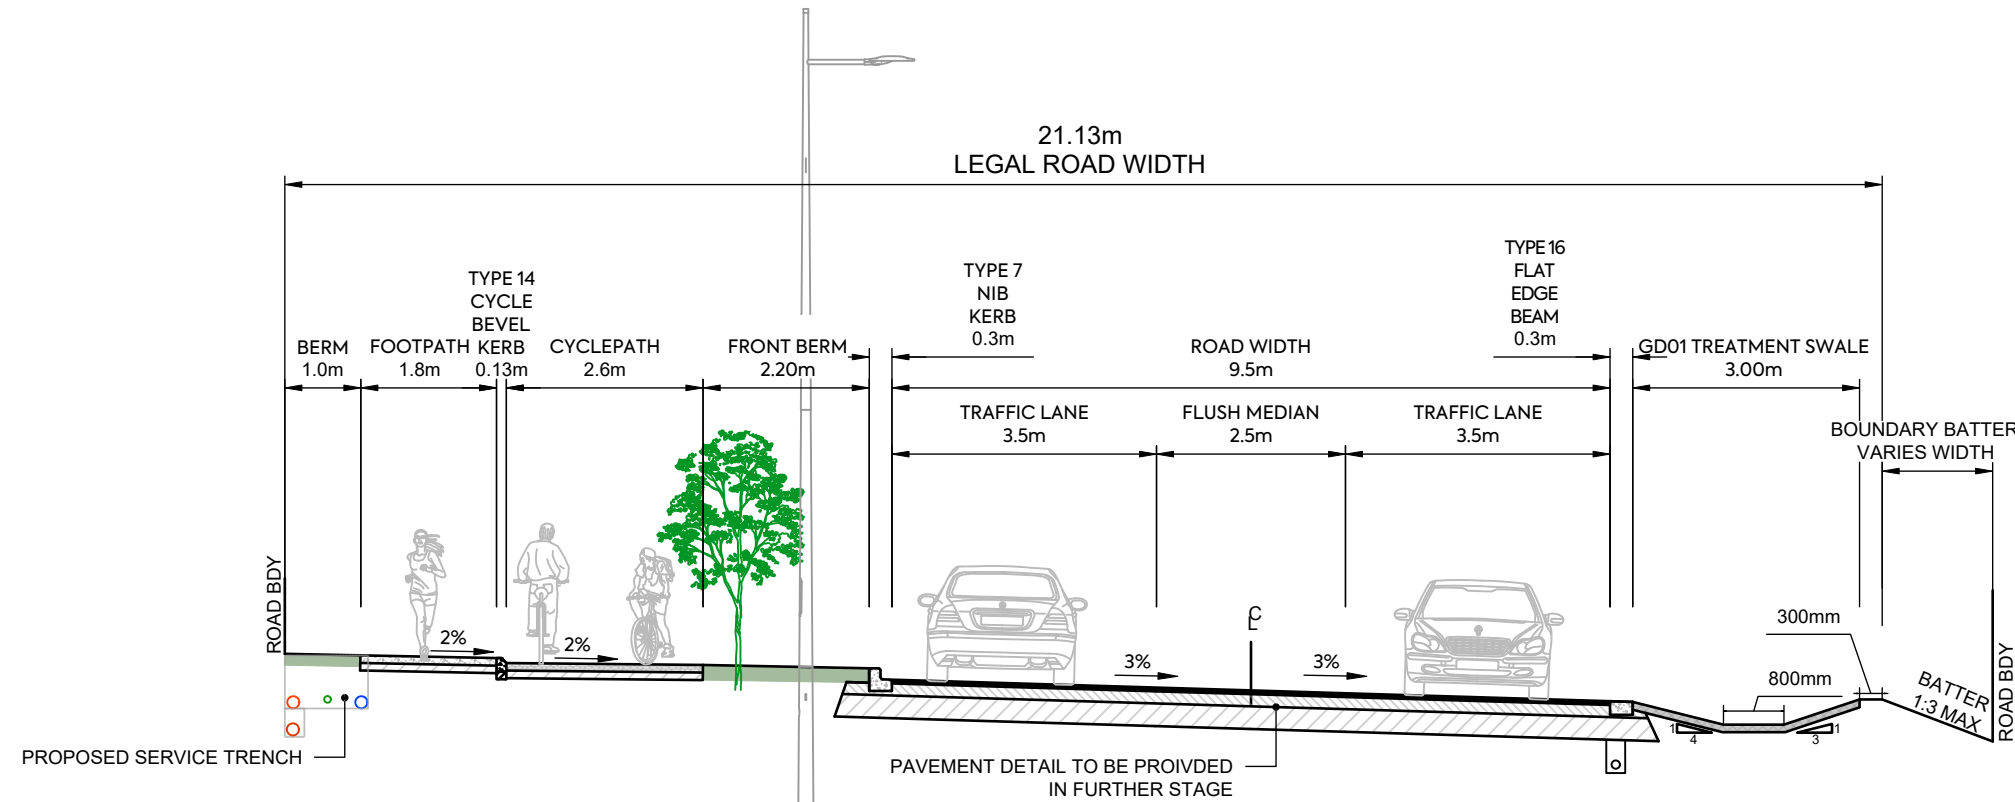 21.13m
LEGAL ROAD WIDTH
BERM
1.0m
FOOTPATH
1.8m
TYPE 14
CYCLE
BEVEL
KERB
0.13m
CYCLEPATH
2.6m
FRONT BERM
2.20m
TYPE 7
NIB
KERB
0.3m
ROAD WIDTH
9.5m
TYPE 16
FLAT
EDGE
BEAM
0.3m
GD01 TREATMENT SWALE
3.00m
TRAFFIC LANE
3.5m
FLUSH MEDIAN
2.5m
TRAFFIC LANE
3.5m
BOUNDARY BATTER
VARIES WIDTH
ROAD BDY
2%
2%
3%
CL
3%
300mm
800mm
1
4
3
1
BATTER
1:3 MAX
ROAD BDY
PROPOSED SERVICE TRENCH
PAVEMENT DETAIL TO BE PROIVDED
IN FURTHER STAGE